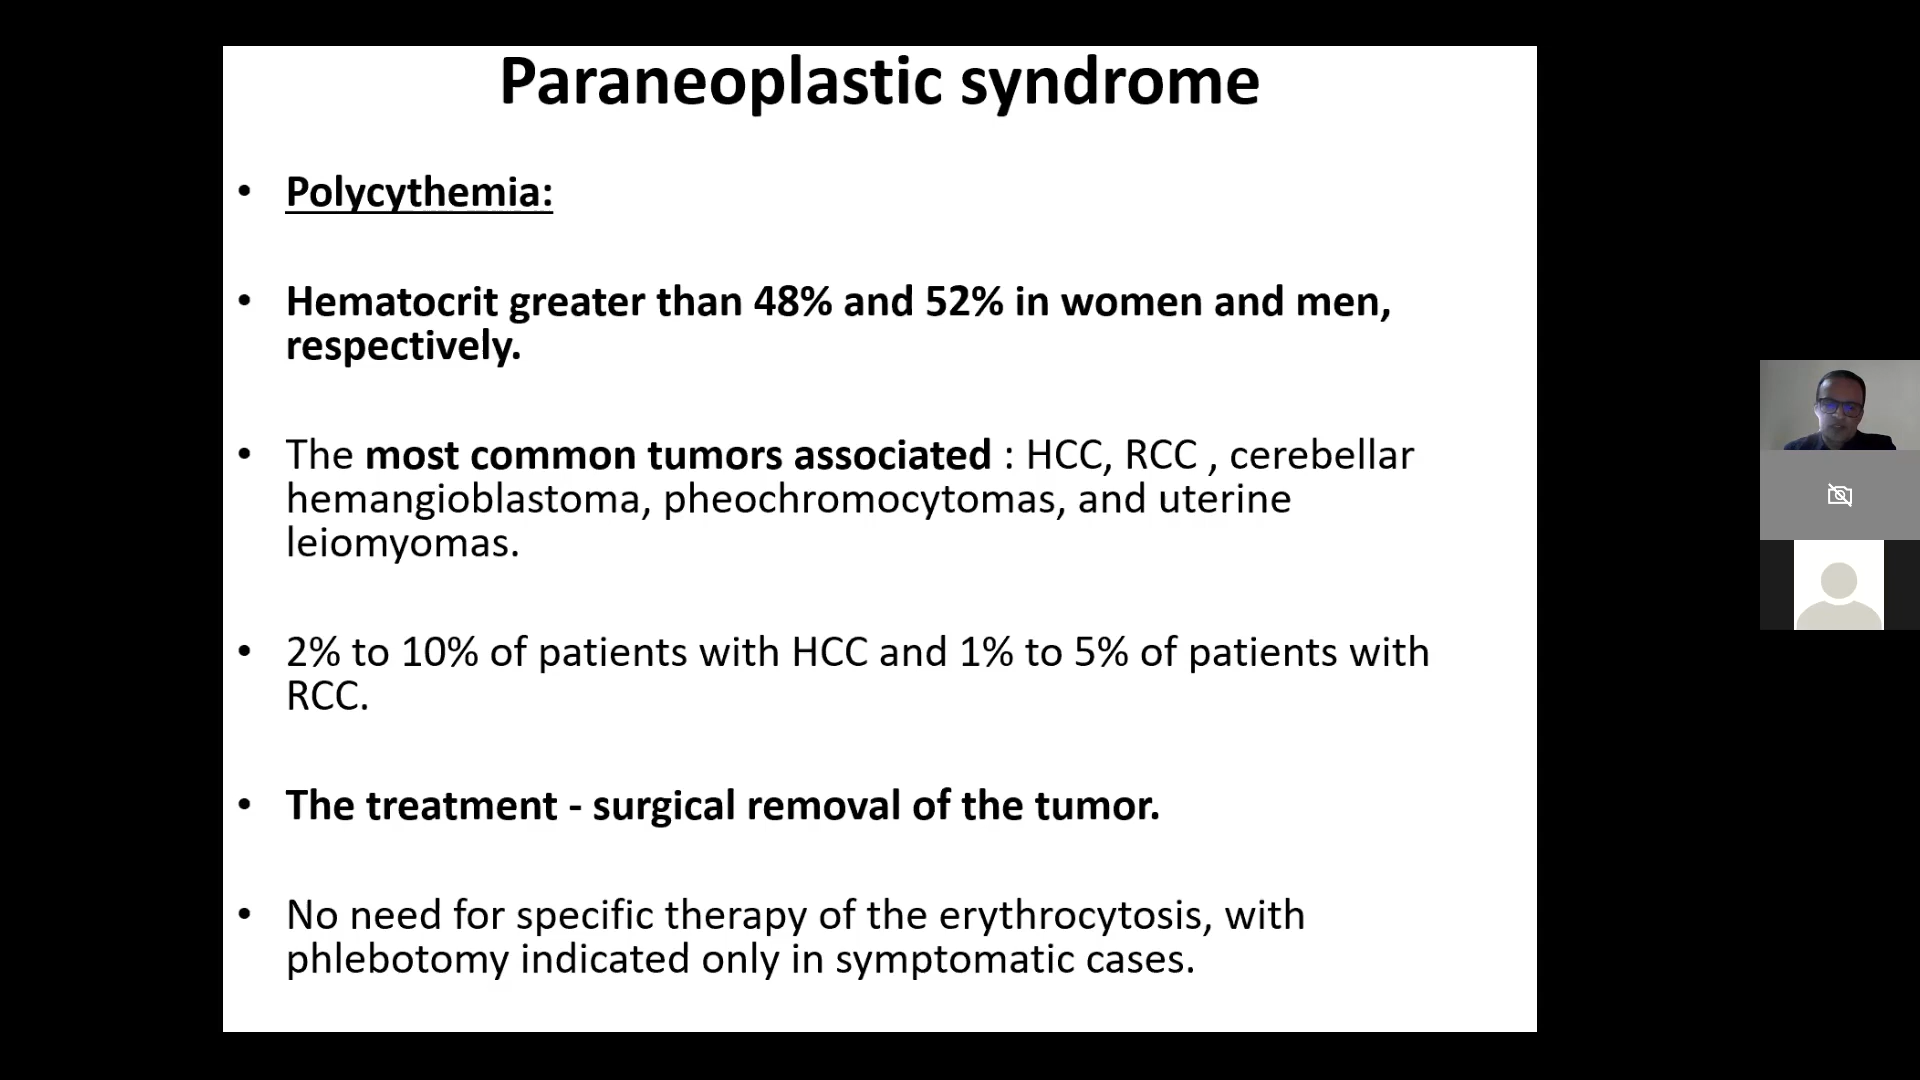 Paraneoplastic syndrome
• Polycythemia:
• Hematocrit greater than 48% and 52% in women and men,
respectively.
• The most common tumors associated : HCC, RCC , cerebellar
hemangioblastoma, pheochromocytomas, and uterine
leiomyomas.
• 2% to 10% of patients with HCC and 1% to 5% of patients with
RCC.
• The treatment - surgical removal of the tumor.
• No need for specific therapy of the erythrocytosis, with
phlebotomy indicated only in symptomatic cases.